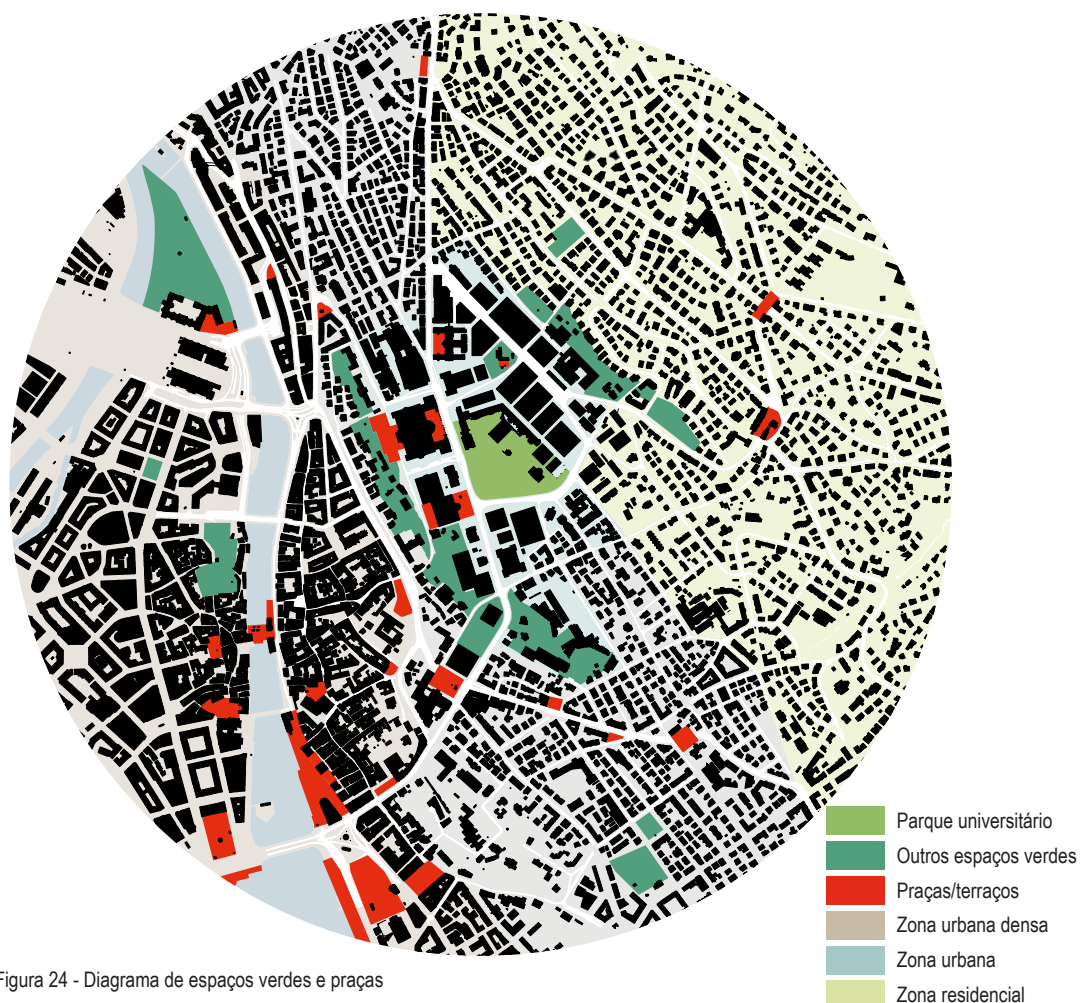 Parque universitário
Outros espaços verdes
Praças/terraços
Zona urbana densa
Zona urbana
Zona residencial
Figura 24 - Diagrama de espaços verdes e praças